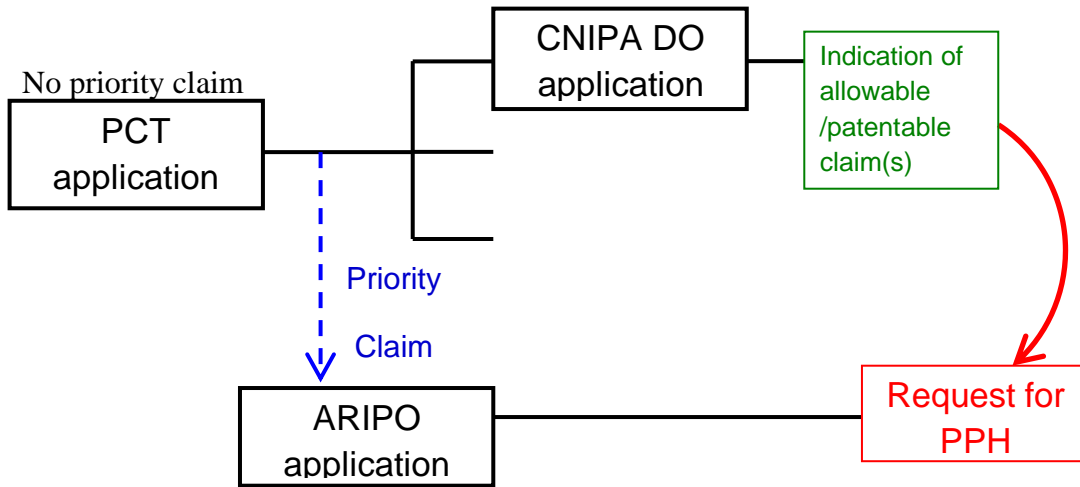 No priority claim
PCT
application
CNIPA DO
application
Indication of
allowable
/patentable
claim(s)
Priority
Claim
ARIPO
application
Request for
PPH